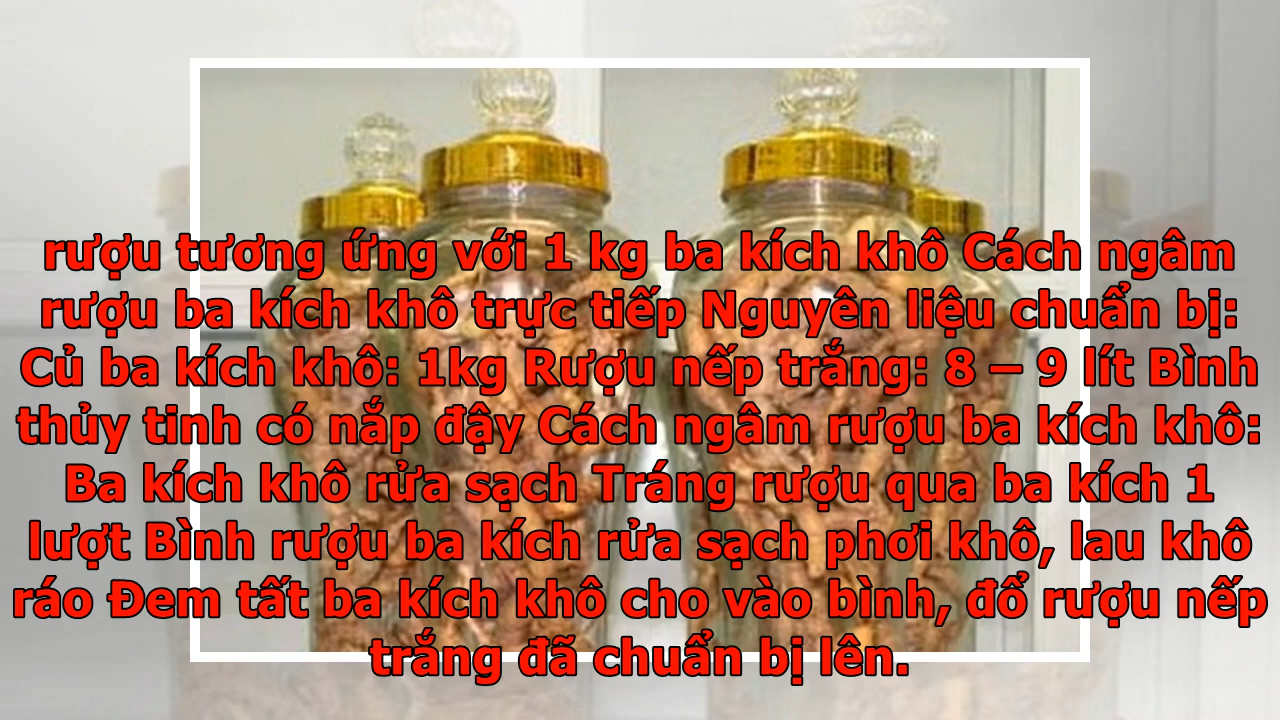 rượu tương ứng với 1 kg ba kích khô Cách ngâm
rượu ba kích khô trực tiếp Nguyên liệu chuẩn bị:
Củ ba kích khô: 1kg Rượu nếp trắng: 8 – 9 lít Bình
thủy tinh có nắp đậy Cách ngâm rượu ba kích khô:
Ba kích khô rửa sạch Tráng rượu qua ba kích 1
lượt Bình rượu ba kích rửa sạch phơi khô, lau khô
ráo Đem tất ba kích khô cho vào bình, đổ rượu nếp
trắng đã chuẩn bị lên.